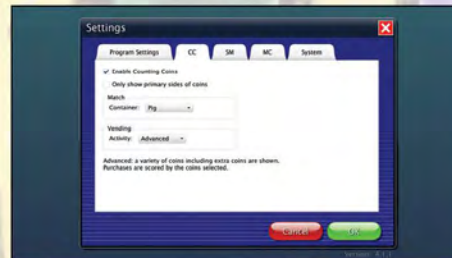 Settings
Program Settings CC SM MC System
Enable Counting Coins
Only show primary sides of coins
Match
Container: Pig
Vending
Activity: Advanced
Advanced: a variety of coins including extra coins are shown.
Purchases are scored by the coins selected.
Cancel OK